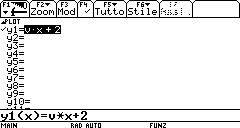 F1 F2 Zoom F3 Mod F4 ✓ F5 Tutto F6 Stile
PLOT
✓y1=v·x+2
y2=
y3=
y4=
y5=
y6=
y7=
y8=
y9=
y10=
y1(x)=v*x+2
MAIN RAD AUTO FUNZ